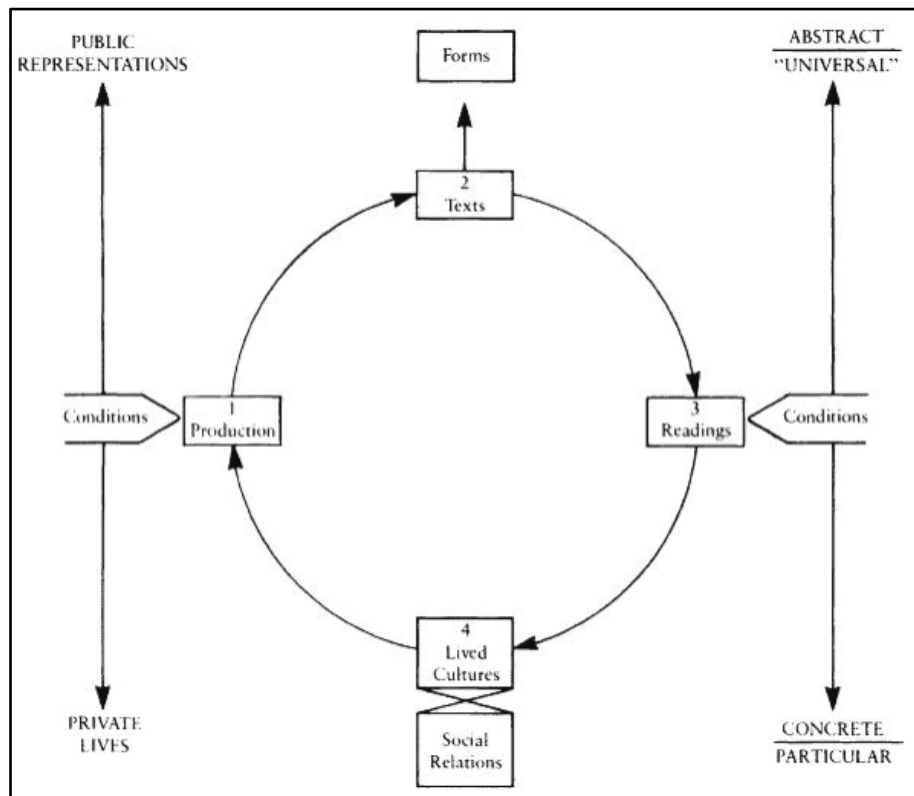 PUBLIC
REPRESENTATIONS
Forms
ABSTRACT
"UNIVERSAL"
2
Texts
Conditions
1
Production
3
Readings
Conditions
4
Lived
Cultures
PRIVATE
LIVES
Social
Relations
CONCRETE
PARTICULAR